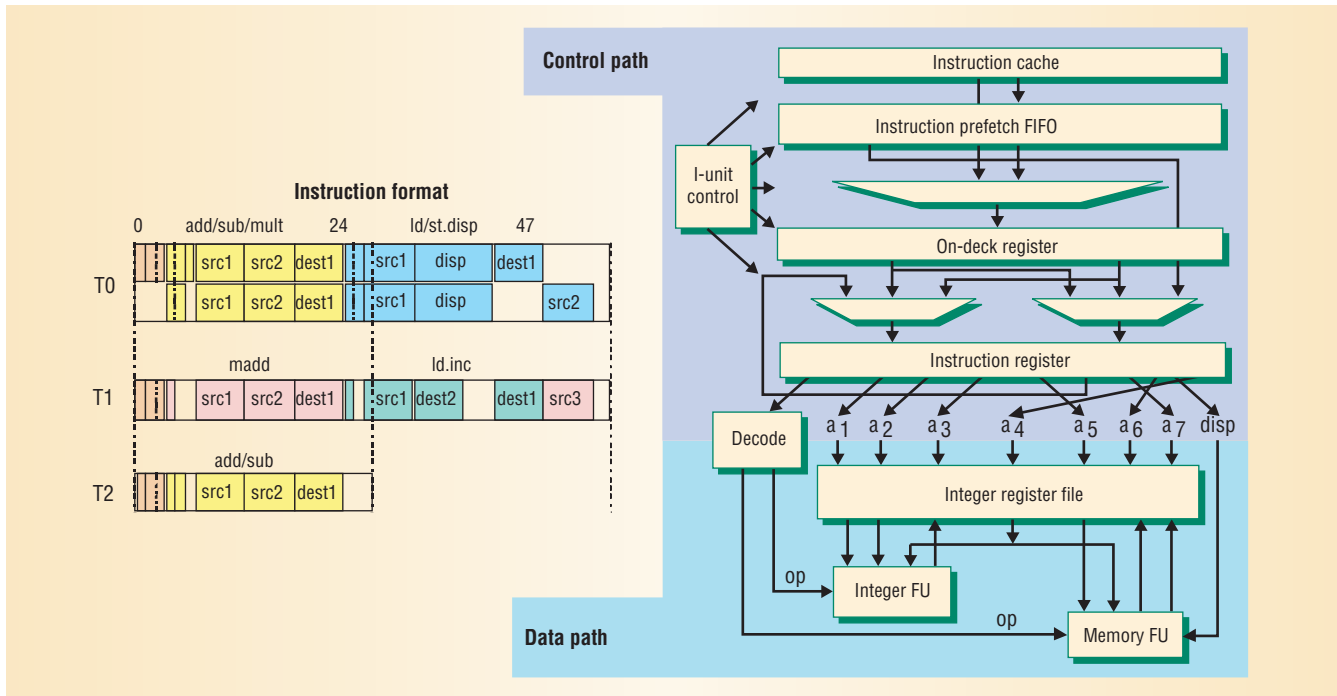 Control path
Instruction cache
Instruction prefetch FIFO
I-unit
control
On-deck register
Instruction register
Decode
a1 a2 a3 a4 a5 a6 a7 disp
Integer register file
op
Integer FU
op
Memory FU
Data path
Instruction format
0 add/sub/mult 24 ld/st.disp 47
T0
src1 src2 dest1 src1 disp dest1
src1 src2 dest1 src1 disp src2
madd ld.inc
T1 src1 src2 dest1 src1 dest2 dest1 src3
add/sub
T2 src1 src2 dest1